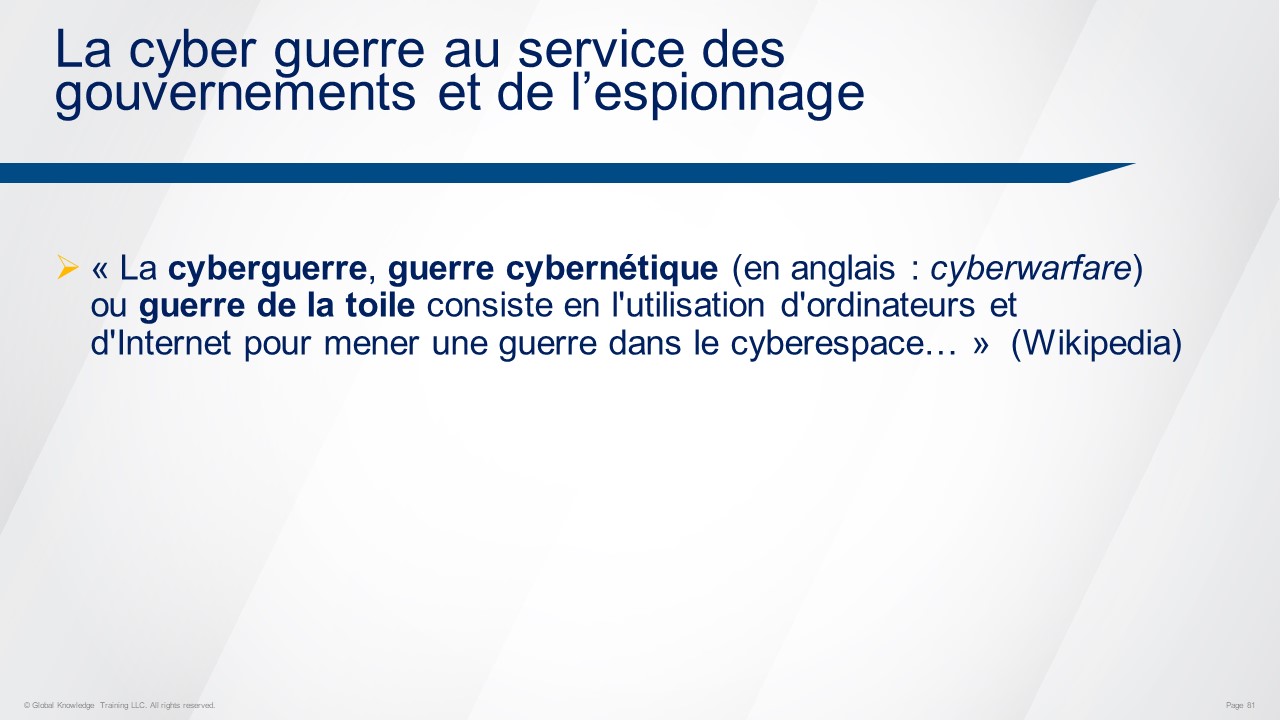 La cyber guerre au service des
gouvernements et de l’espionnage
« La cyberguerre, guerre cybernétique (en anglais : cyberwarfare)
ou guerre de la toile consiste en l'utilisation d'ordinateurs et
d'Internet pour mener une guerre dans le cyberespace… » (Wikipedia)
© Global Knowledge Training LLC. All rights reserved.
Page 81